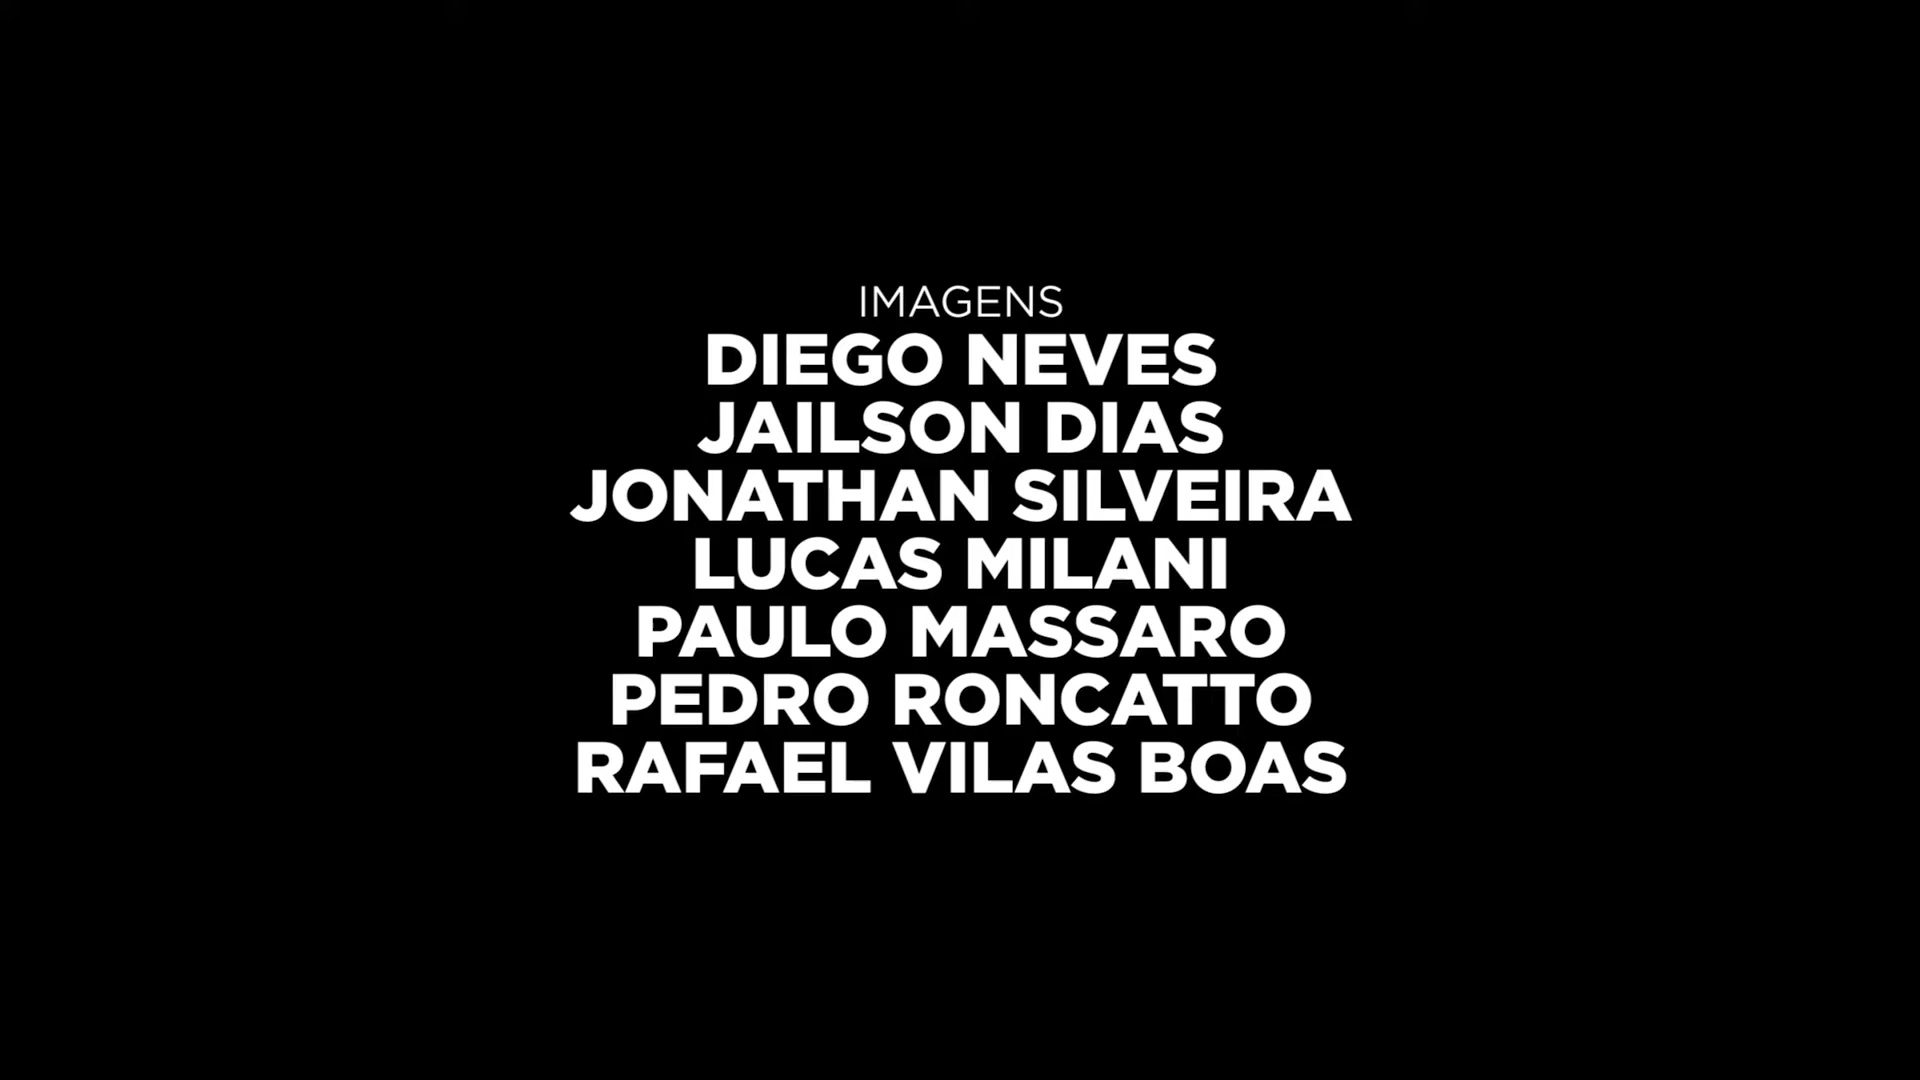 IMAGENS
DIEGO NEVES
JAILSON DIAS
JONATHAN SILVEIRA
LUCAS MILANI
PAULO MASSARO
PEDRO RONCATTO
RAFAEL VILAS BOAS